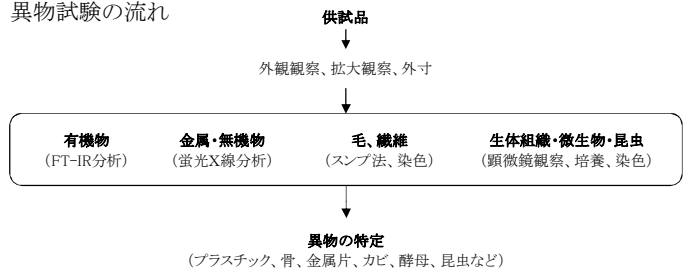 異物試験の流れ
供試品
外観観察、拡大観察、外寸
有機物 金属・無機物 毛、繊維 生体組織・微生物・昆虫
(FT-IR分析) (蛍光X線分析) (スンプ法、染色) (顕微鏡観察、培養、染色)
異物の特定
(プラスチック、骨、金属片、カビ、酵母、昆虫など)